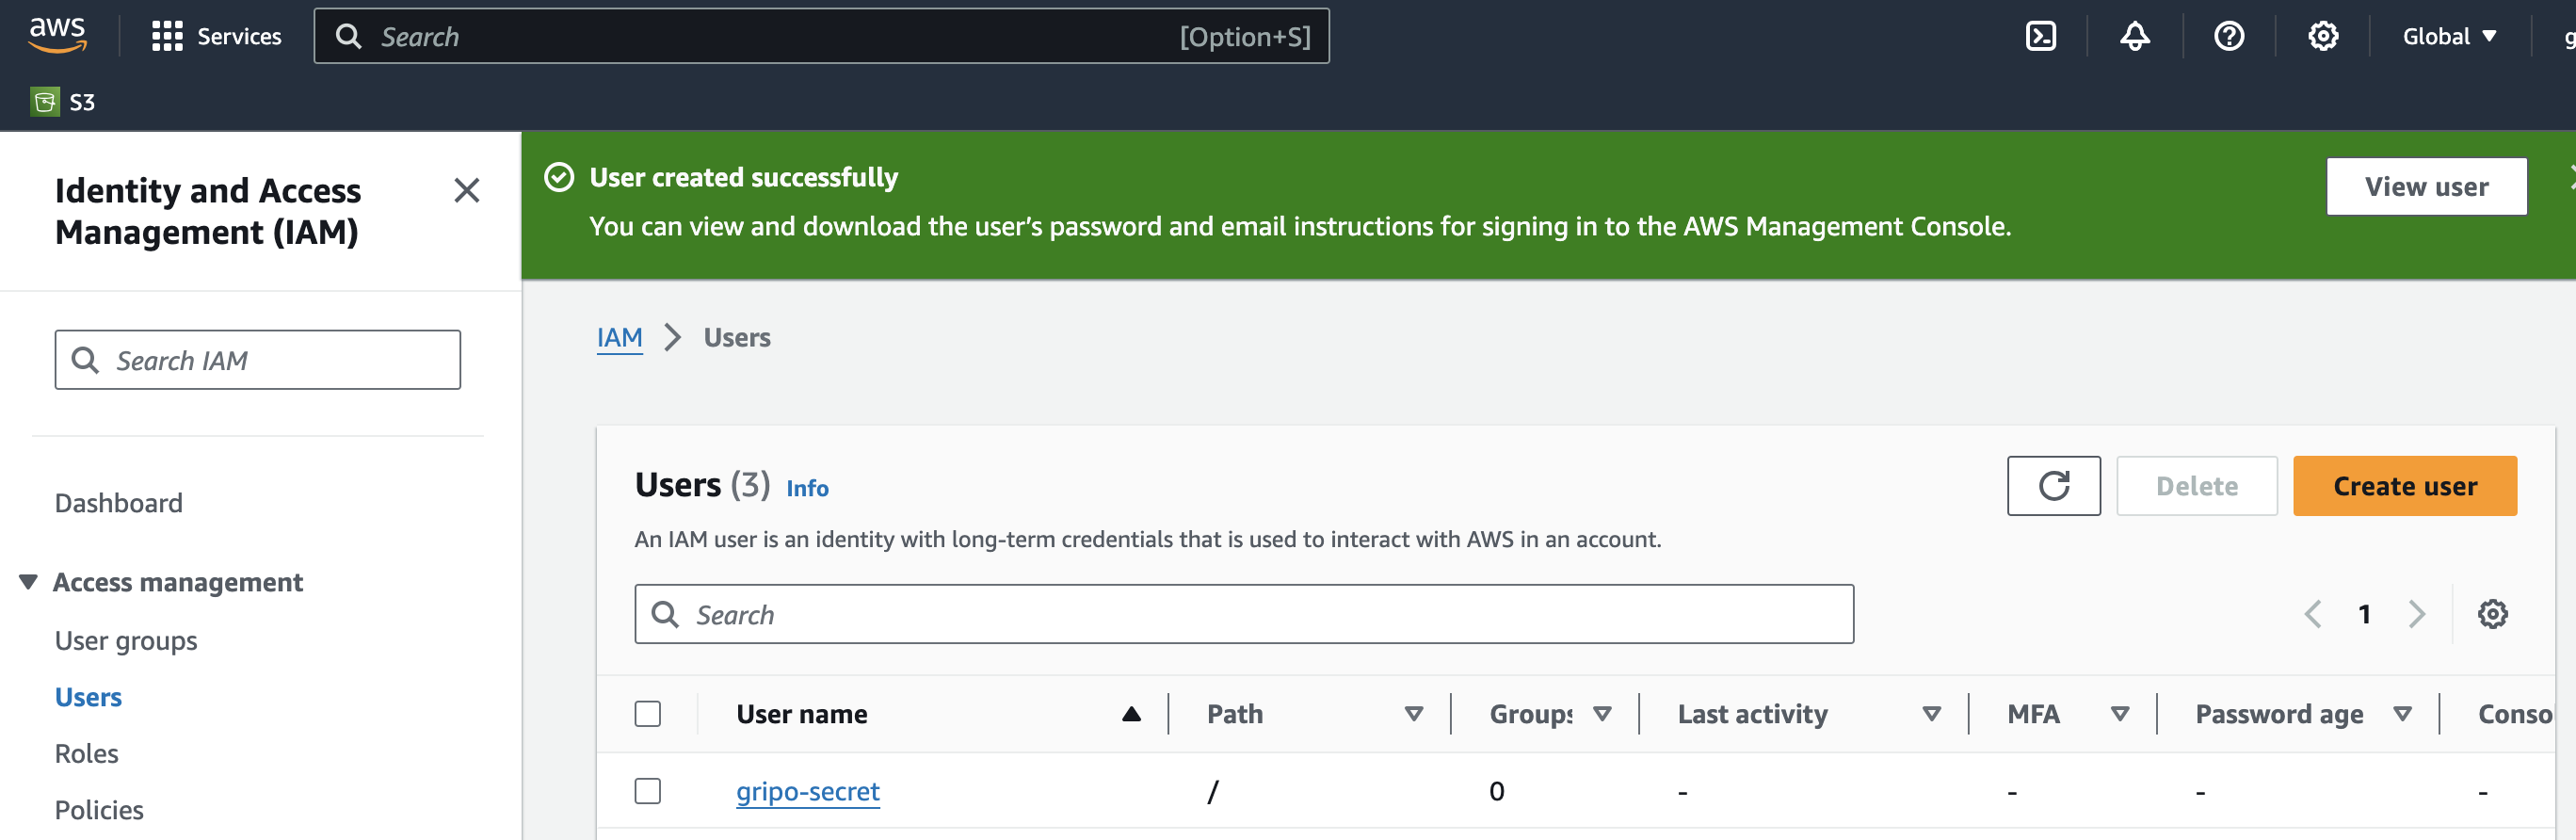 aws
Services
Search
[Option+S]
Global
S3
Identity and Access
Management (IAM)
Search IAM
Dashboard
Access management
User groups
Users
Roles
Policies
User created successfully
You can view and download the user's password and email instructions for signing in to the AWS Management Console.
View user
IAM
Users
Users (3) Info
Delete
Create user
An IAM user is an identity with long-term credentials that is used to interact with AWS in an account.
Search
1
User name
Path
Groups
Last activity
MFA
Password age
Conso
gripo-secret
/
0
-
-
-
-